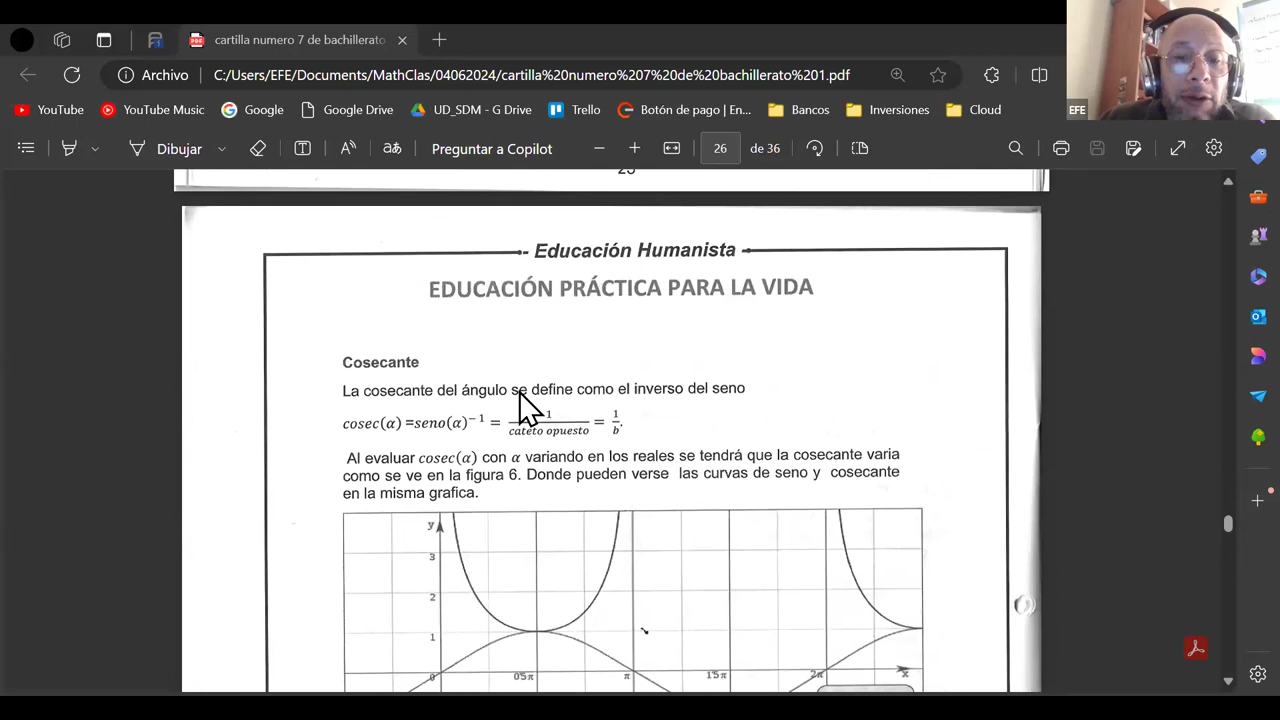 cartilla numero 7 de bachillerato
Archivo
C:/Users/EFE/Documents/MathClas/04062024/cartilla%20numero%207%20de%20bachillerato%201.pdf
YouTube
YouTube Music
Google
Google Drive
UD_SDM - G Drive
Trello
Botón de pago | En...
Bancos
Inversiones
Cloud
EFE
Dibujar
Preguntar a Copilot
26
de 36
- Educación Humanista -
EDUCACIÓN PRÁCTICA PARA LA VIDA
Cosecante
La cosecante del ángulo se define como el inverso del seno
cosec(α) =seno(α)⁻¹ = 1/cateto opuesto = 1/b.
Al evaluar cosec(α) con α variando en los reales se tendrá que la cosecante varia
como se ve en la figura 6. Donde pueden verse las curvas de seno y cosecante
en la misma grafica.
y
3
2
1
0
0'5π
π
1'5π
2π
x